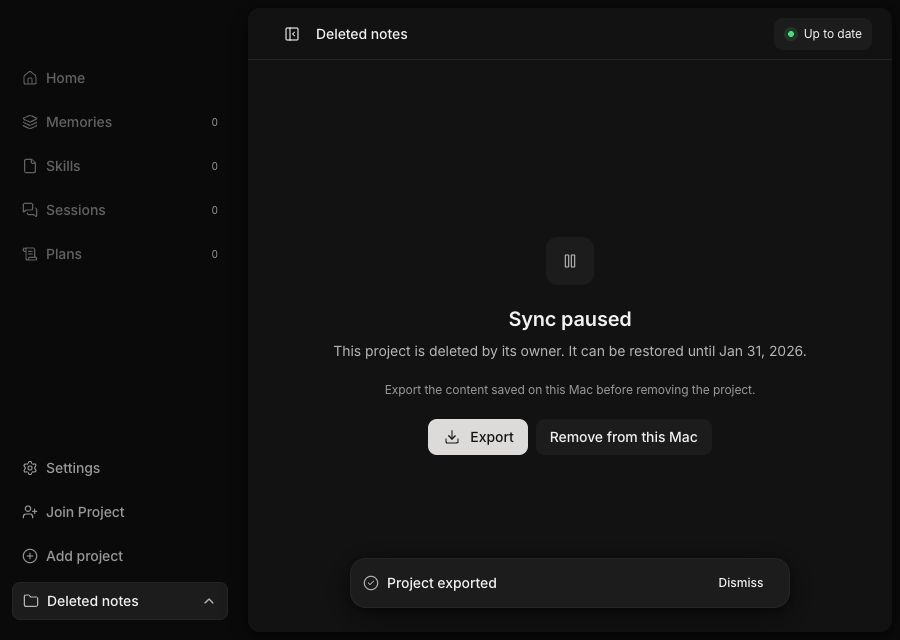 Deleted notes
Up to date
Home
Memories 0
Skills 0
Sessions 0
Plans 0
Sync paused
This project is deleted by its owner. It can be restored until Jan 31, 2026.
Export the content saved on this Mac before removing the project.
Export
Remove from this Mac
Settings
Join Project
Add project
Deleted notes
Project exported
Dismiss